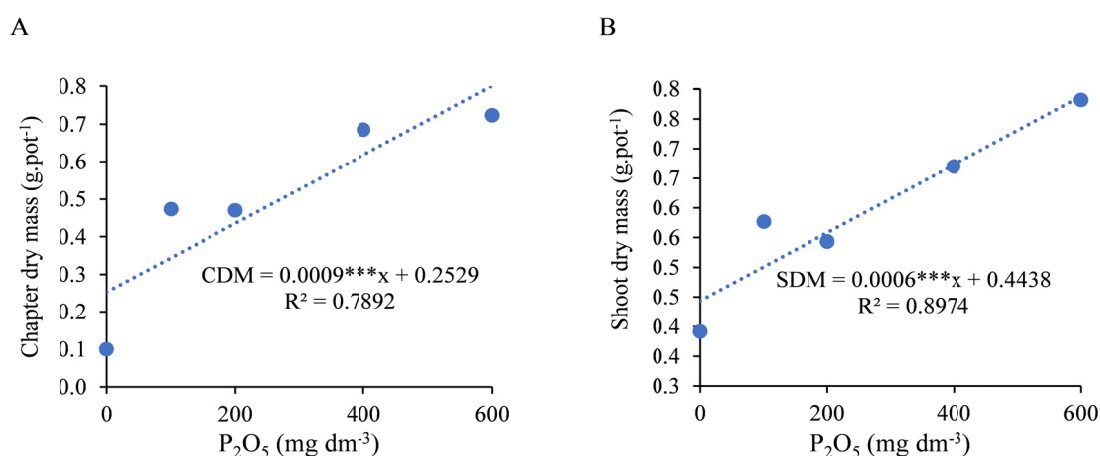 A
B
0.8
0.7
0.6
0.5
0.4
0.3
0.2
0.1
0.0
Chapter dry mass (g.pot⁻¹)
CDM = 0.0009***x + 0.2529
R² = 0.7892
0 200 400 600
P₂O₅ (mg dm⁻³)
0.8
0.7
0.7
0.6
0.6
0.5
0.5
0.4
0.4
0.3
Shoot dry mass (g.pot⁻¹)
SDM = 0.0006***x + 0.4438
R² = 0.8974
0 200 400 600
P₂O₅ (mg dm⁻³)